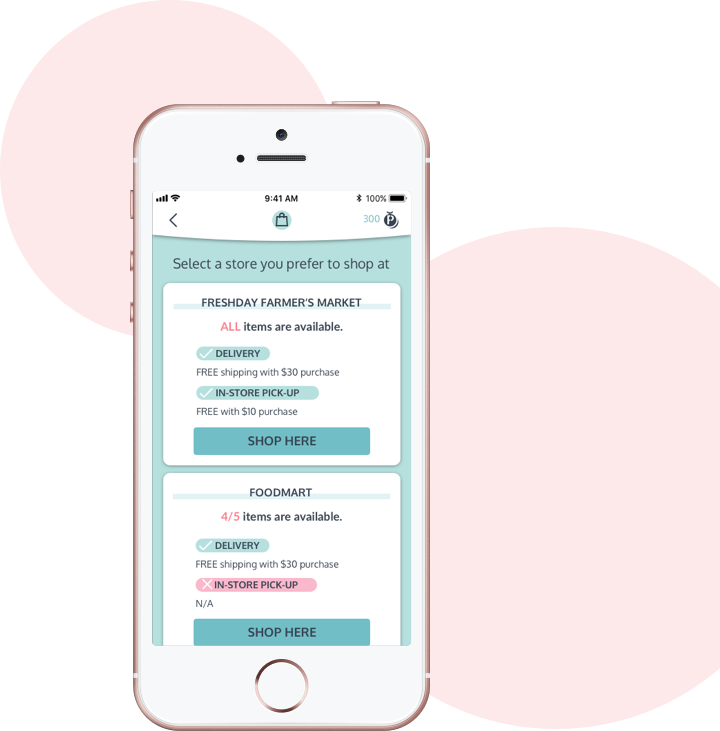 9:41 AM
100%
300
P
Select a store you prefer to shop at
FRESHDAY FARMER'S MARKET
ALL items are available.
DELIVERY
FREE shipping with $30 purchase
IN-STORE PICK-UP
FREE with $10 purchase
SHOP HERE
FOODMART
4/5 items are available.
DELIVERY
FREE shipping with $30 purchase
IN-STORE PICK-UP
N/A
SHOP HERE